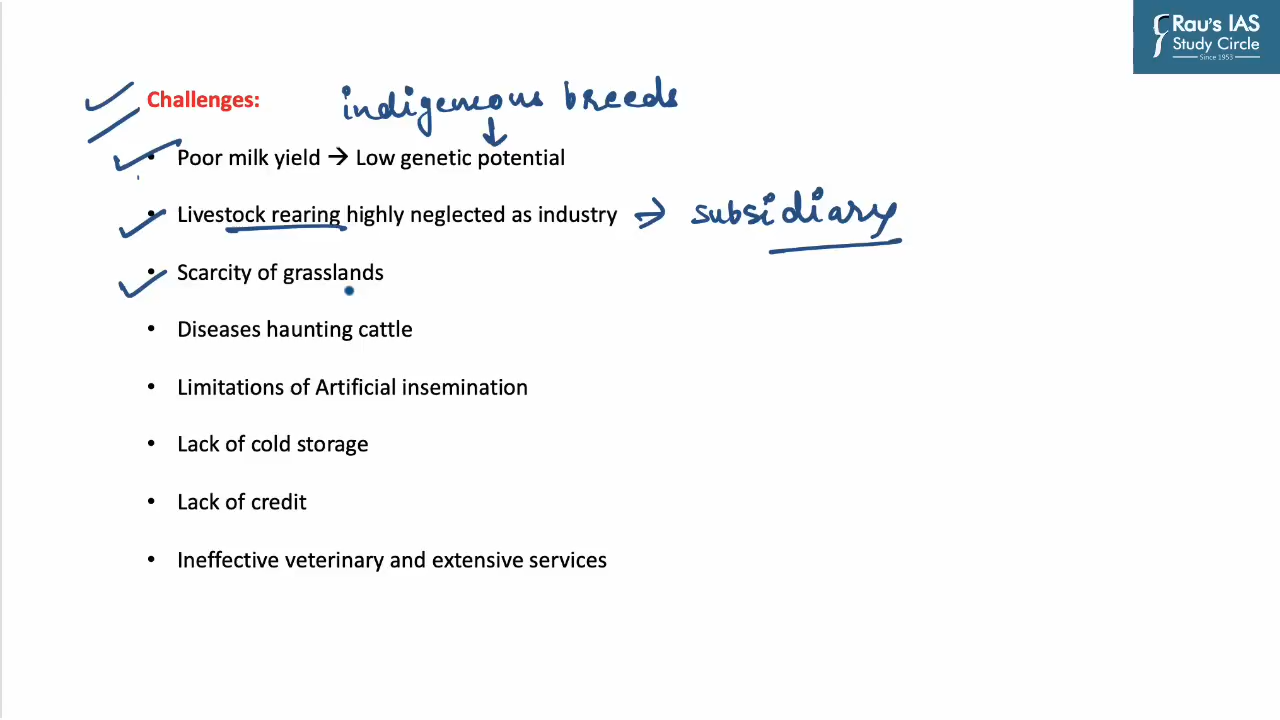 Rau's IAS
Study Circle
Since 1953
Challenges: indigeneous breeds
• Poor milk yield → Low genetic potential
• Livestock rearing highly neglected as industry → subsidiary
• Scarcity of grasslands
• Diseases haunting cattle
• Limitations of Artificial insemination
• Lack of cold storage
• Lack of credit
• Ineffective veterinary and extensive services